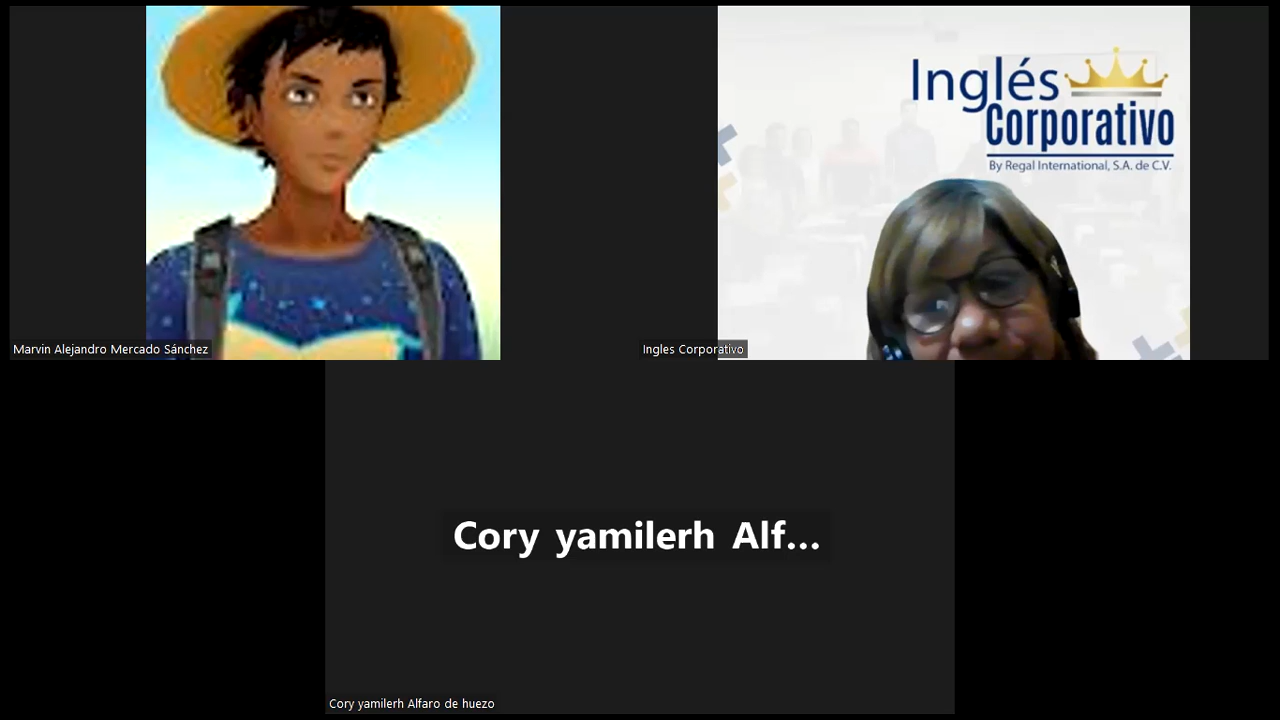 Inglés
Corporativo
By Regal International, S.A. de C.V.
Marvin Alejandro Mercado Sánchez
Ingles Corporativo
Cory yamilerh Alf...
Cory yamilerh Alfaro de huezo